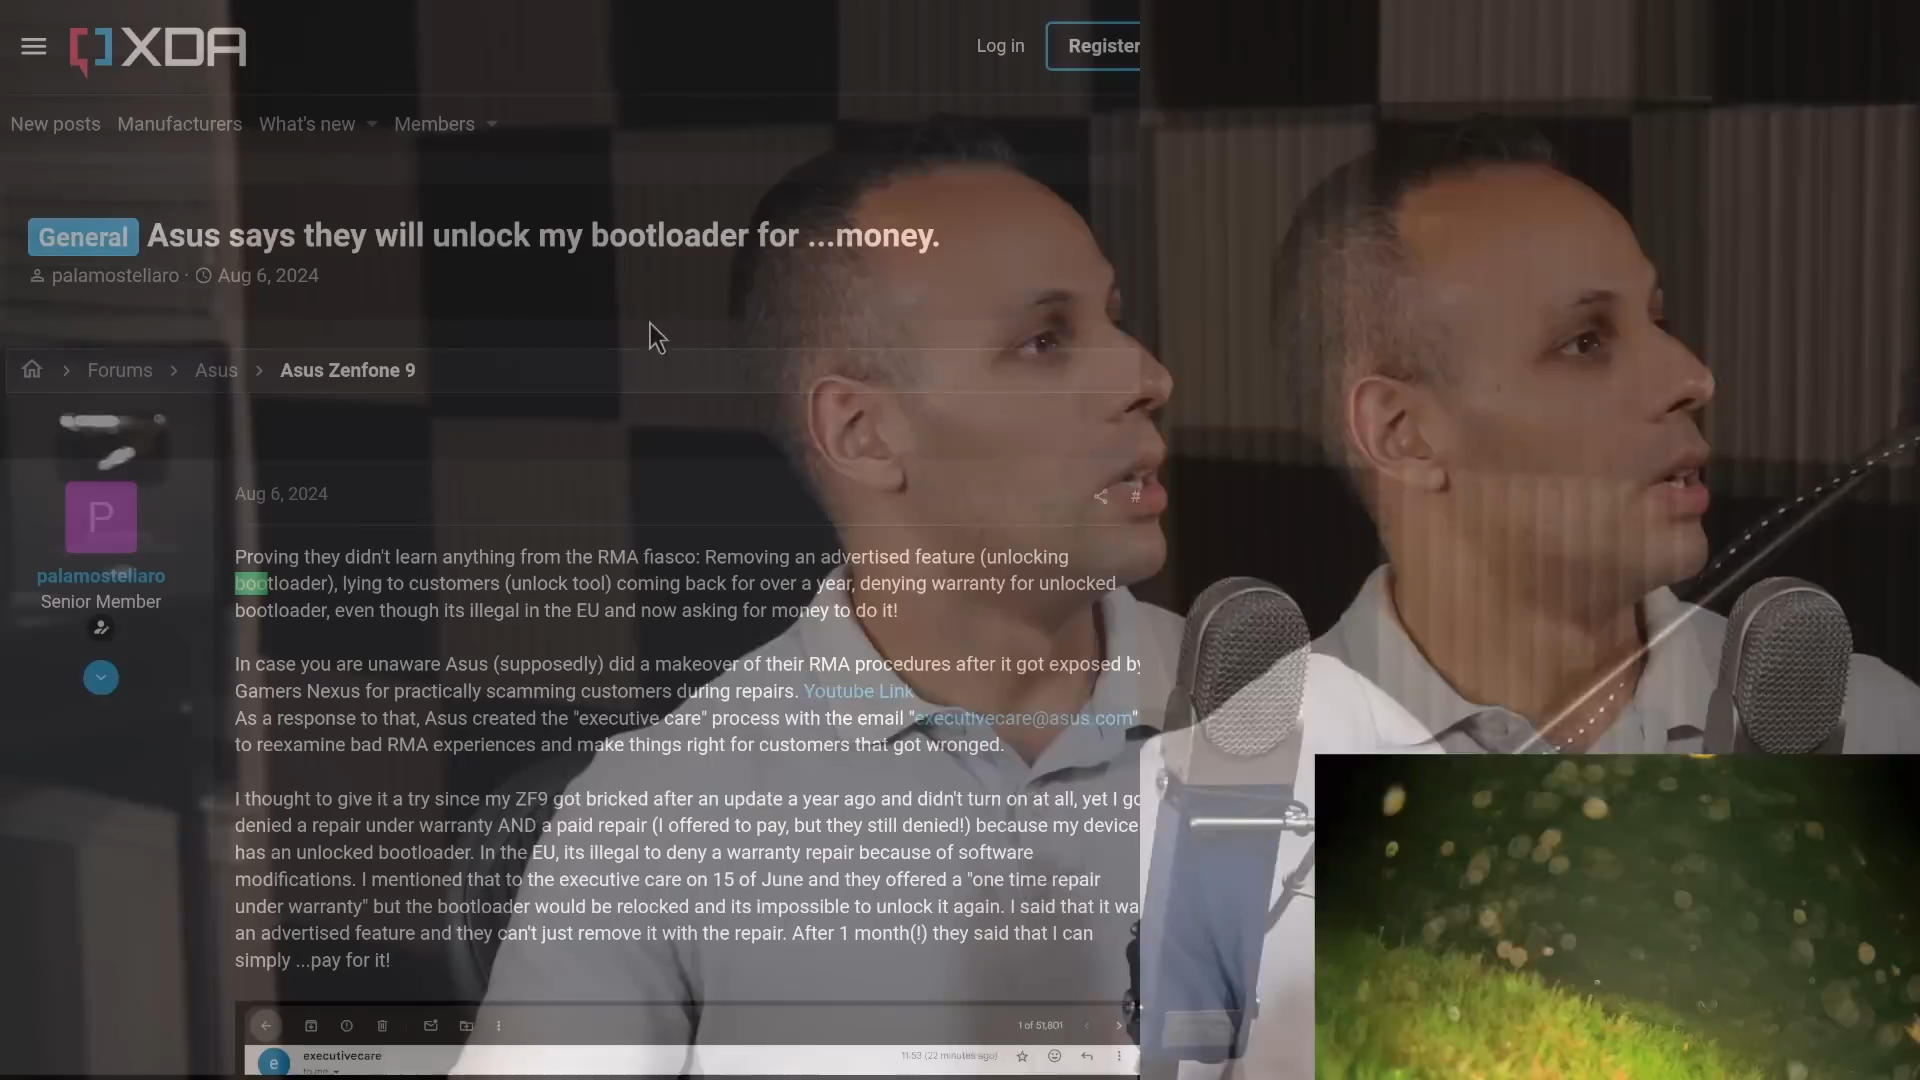 XDA
Log in
Register
New posts Manufacturers What's new Members
General Asus says they will unlock my bootloader for ...money.
palamosteliaro · Aug 6, 2024
Forums > Asus > Asus Zenfone 9
Aug 6, 2024
#
P
palamosteliaro
Senior Member
Proving they didn't learn anything from the RMA fiasco: Removing an advertised feature (unlocking
bootloader), lying to customers (unlock tool) coming back for over a year, denying warranty for unlocked
bootloader, even though its illegal in the EU and now asking for money to do it!
In case you are unaware Asus (supposedly) did a makeover of their RMA procedures after it got exposed by
Gamers Nexus for practically scamming customers during repairs. Youtube Link
As a response to that, Asus created the "executive care" process with the email "executivecare@asus.com"
to reexamine bad RMA experiences and make things right for customers that got wronged.
I thought to give it a try since my ZF9 got bricked after an update a year ago and didn't turn on at all, yet I go
denied a repair under warranty AND a paid repair (I offered to pay, but they still denied!) because my device
has an unlocked bootloader. In the EU, its illegal to deny a warranty repair because of software
modifications. I mentioned that to the executive care on 15 of June and they offered a "one time repair
under warranty" but the bootloader would be relocked and its impossible to unlock it again. I said that it wa
an advertised feature and they can't just remove it with the repair. After 1 month(!) they said that I can
simply ...pay for it!
1 of 51,801
e
executivecare
11:53 (22 minutes ago)
to me